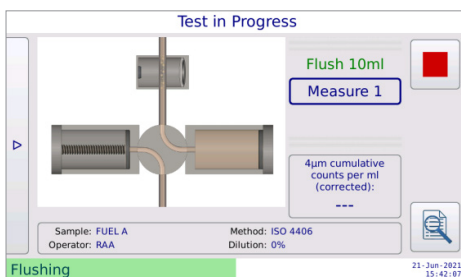 Test in Progress
Flush 10ml
Measure 1
4µm cumulative
counts per ml
(corrected):
---
Sample: FUEL A
Method: ISO 4406
Operator: RAA
Dilution: 0%
Flushing
21-Jun-2021
15:42:07